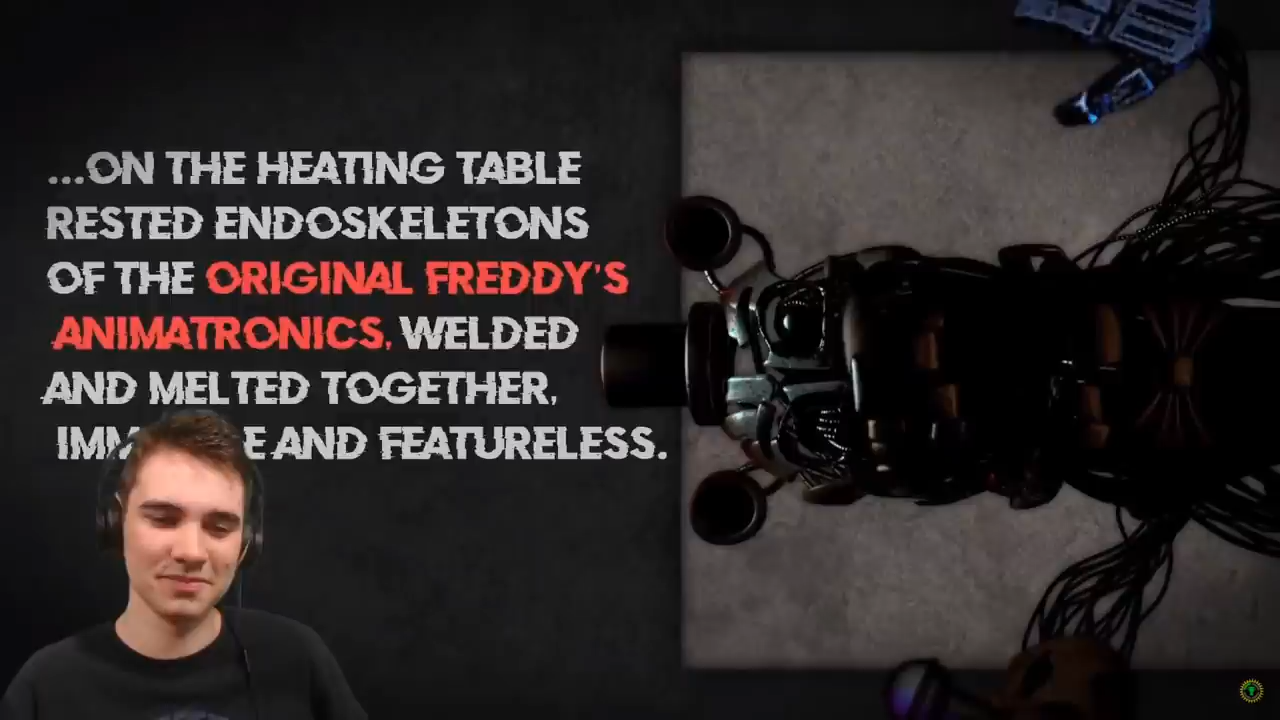 ...ON THE HEATING TABLE
RESTED ENDOSKELETONS
OF THE ORIGINAL FREDDY'S
ANIMATRONICS, WELDED
AND MELTED TOGETHER,
AND FEATURELESS.